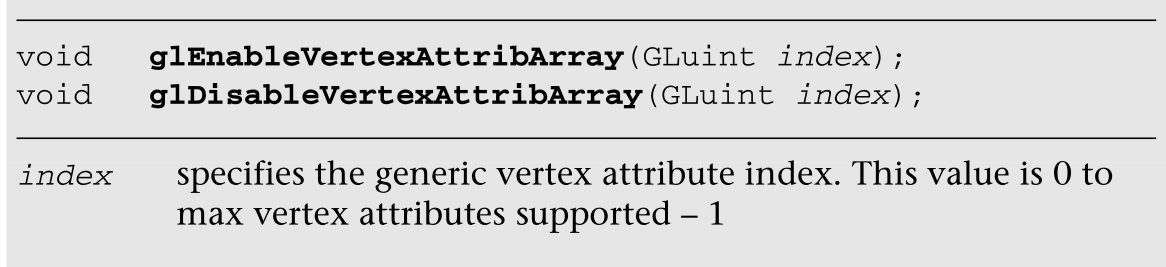 void glEnableVertexAttribArray(GLuint index);
void glDisableVertexAttribArray(GLuint index);
index specifies the generic vertex attribute index. This value is 0 to
max vertex attributes supported – 1